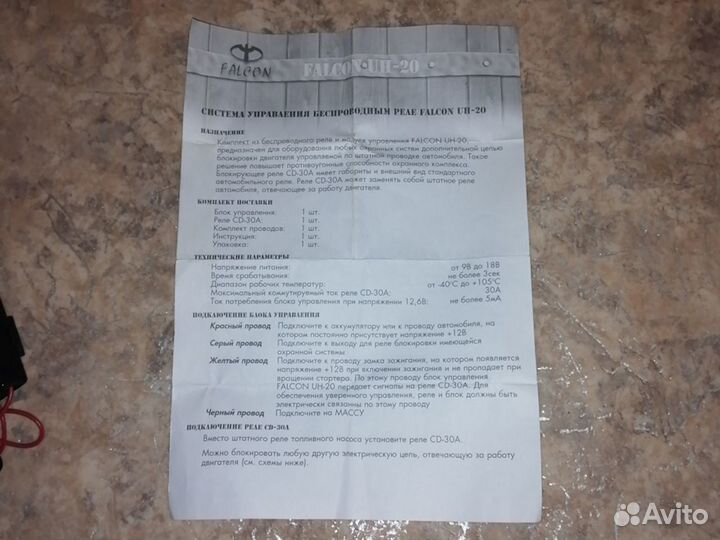 FALCON
FALCON UH-20
СИСТЕМА УПРАВЛЕНИЯ БЕСПРОВОДНЫМ РЕЛЕ FALCON UH-20
НАЗНАЧЕНИЕ
Комплект из беспроводного реле и модуля управления FALCON UH-20,
предназначен для оборудования любых охранных систем дополнительной целью
блокировки двигателя управляемой по штатной проводке автомобиля. Такое
решение повышает противоугонные способности охранного комплекса.
Блокирующее реле CD-30A имеет габариты и внешний вид стандартного
автомобильного реле. Реле CD-30A может заменять собой штатное реле
автомобиля, отвечающее за работу двигателя.
КОМПЛЕКТ ПОСТАВКИ
Блок управления: 1 шт.
Реле CD-30A: 1 шт.
Комплект проводов: 1 шт.
Инструкция: 1 шт.
Упаковка: 1 шт.
ТЕХНИЧЕСКИЕ ПАРАМЕТРЫ
Напряжение питания: от 9В до 18В
Время срабатывания: не более 3сек
Диапазон рабочих температур: от -40°С до +105°С
Максимальный коммутируемый ток реле CD-30A: 30А
Ток потребления блока управления при напряжении 12,6В: не более 5мА
ПОДКЛЮЧЕНИЕ БЛОКА УПРАВЛЕНИЯ
Красный провод Подключите к аккумулятору или к проводу автомобиля, на
котором постоянно присутствует напряжение +12В
Серый провод Подключите к выходу для реле блокировки имеющейся
охранной системы
Желтый провод Подключите к проводу замка зажигания, на котором появляется
напряжение +12В при включении зажигания и не пропадает при
вращении стартера. По этому проводу блок управления
FALCON UH-20 передает сигналы на реле CD-30A. Для
обеспечения уверенного управления, реле и блок должны быть
электрически связанны по этому проводу
Черный провод Подключите на МАССУ
ПОДКЛЮЧЕНИЕ РЕЛЕ CD-30A
Вместо штатного реле топливного насоса установите реле CD-30A.
Можно блокировать любую другую электрическую цепь, отвечающую за работу
двигателя (см. схемы ниже).
Avito